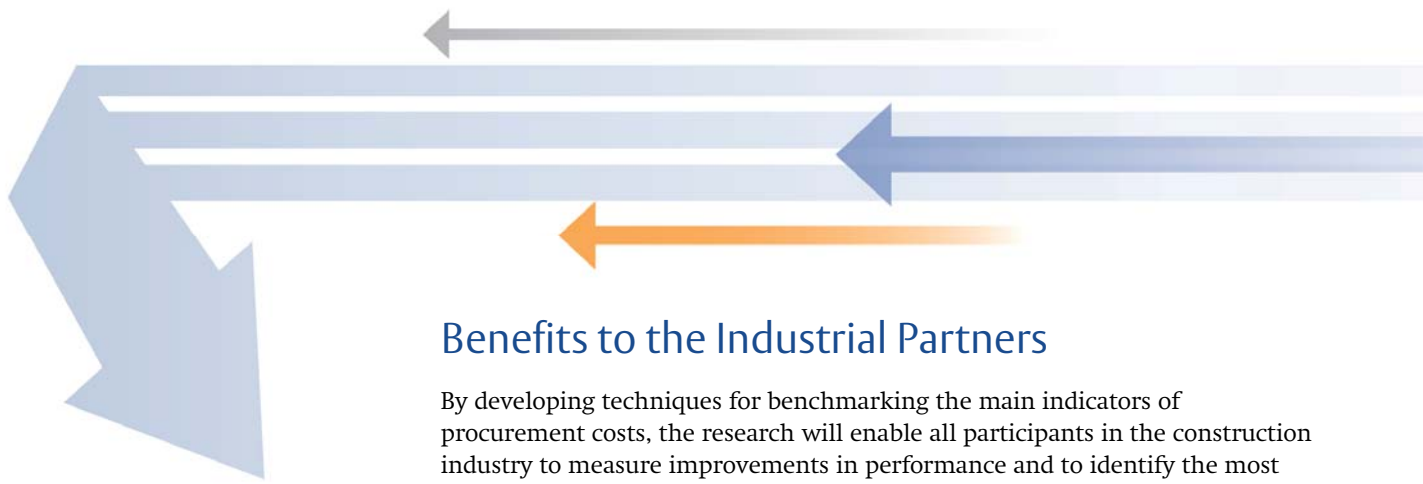 Benefits to the Industrial Partners
By developing techniques for benchmarking the main indicators of
procurement costs, the research will enable all participants in the construction
industry to measure improvements in performance and to identify the most